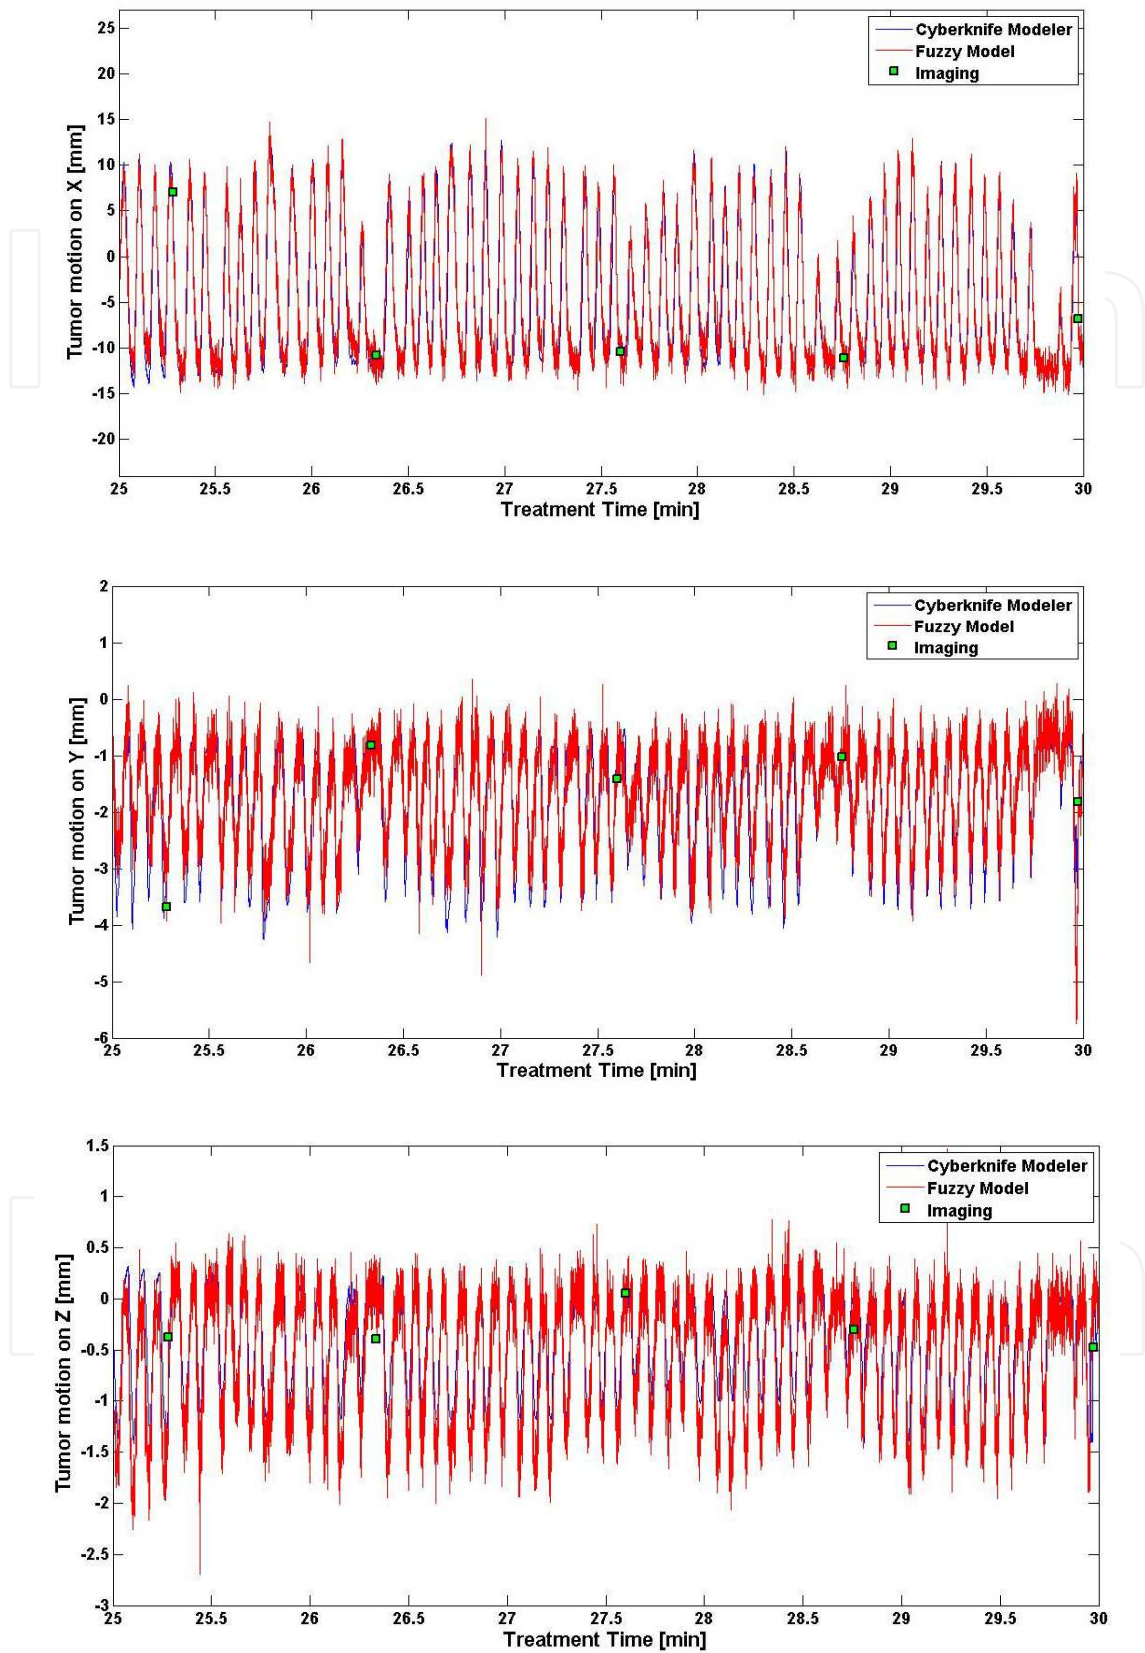 25
20
15
10
5
0
-5
-10
-15
-20
Tumor motion on X [mm]
Cyberknife Modeler
Fuzzy Model
Imaging
25 25.5 26 26.5 27 27.5 28 28.5 29 29.5 30
Treatment Time [min]
2
1
0
-1
-2
-3
-4
-5
-6
Tumor motion on Y [mm]
Cyberknife Modeler
Fuzzy Model
Imaging
25 25.5 26 26.5 27 27.5 28 28.5 29 29.5 30
Treatment Time [min]
1.5
1
0.5
0
-0.5
-1
-1.5
-2
-2.5
-3
Tumor motion on Z [mm]
Cyberknife Modeler
Fuzzy Model
Imaging
25 25.5 26 26.5 27 27.5 28 28.5 29 29.5 30
Treatment Time [min]